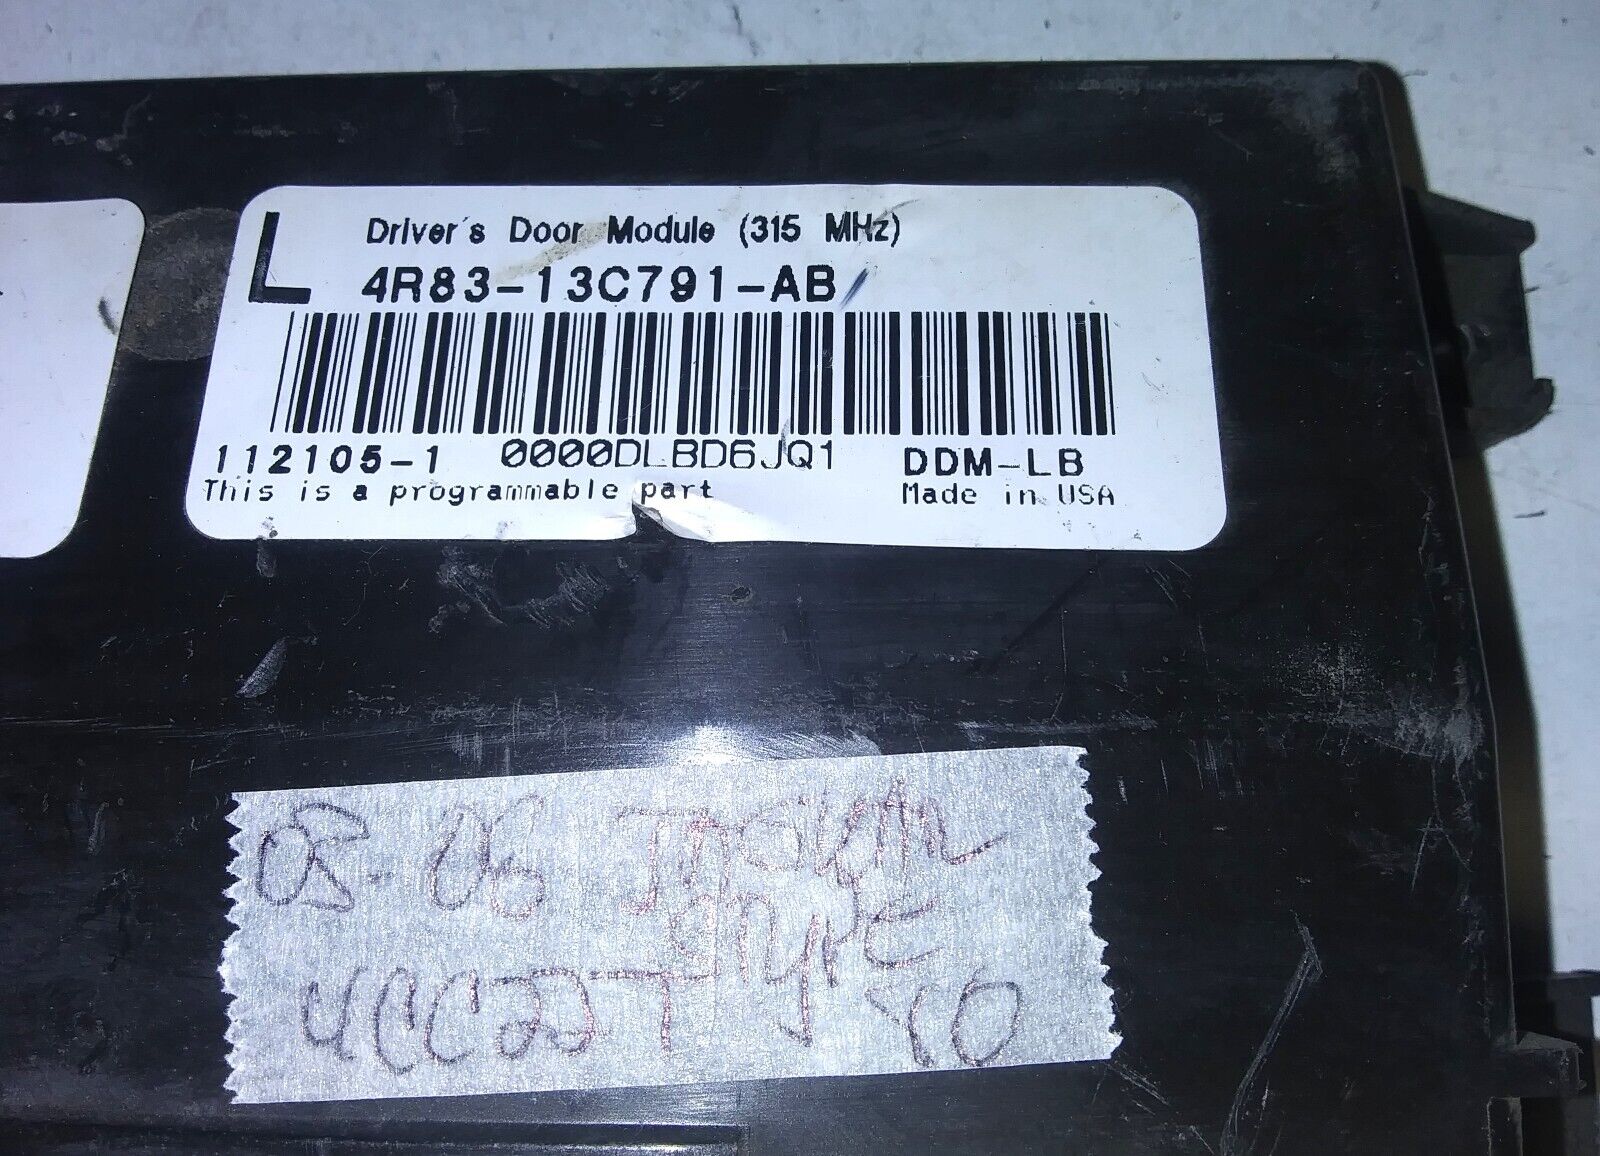 L
Driver's Door Module (315 MHz)
4R83-13C791-AB
112105-1 0000DLBD6JQ1 DDM-LB
This is a programmable part Made in USA
05-06 JAGUAR
STYPE